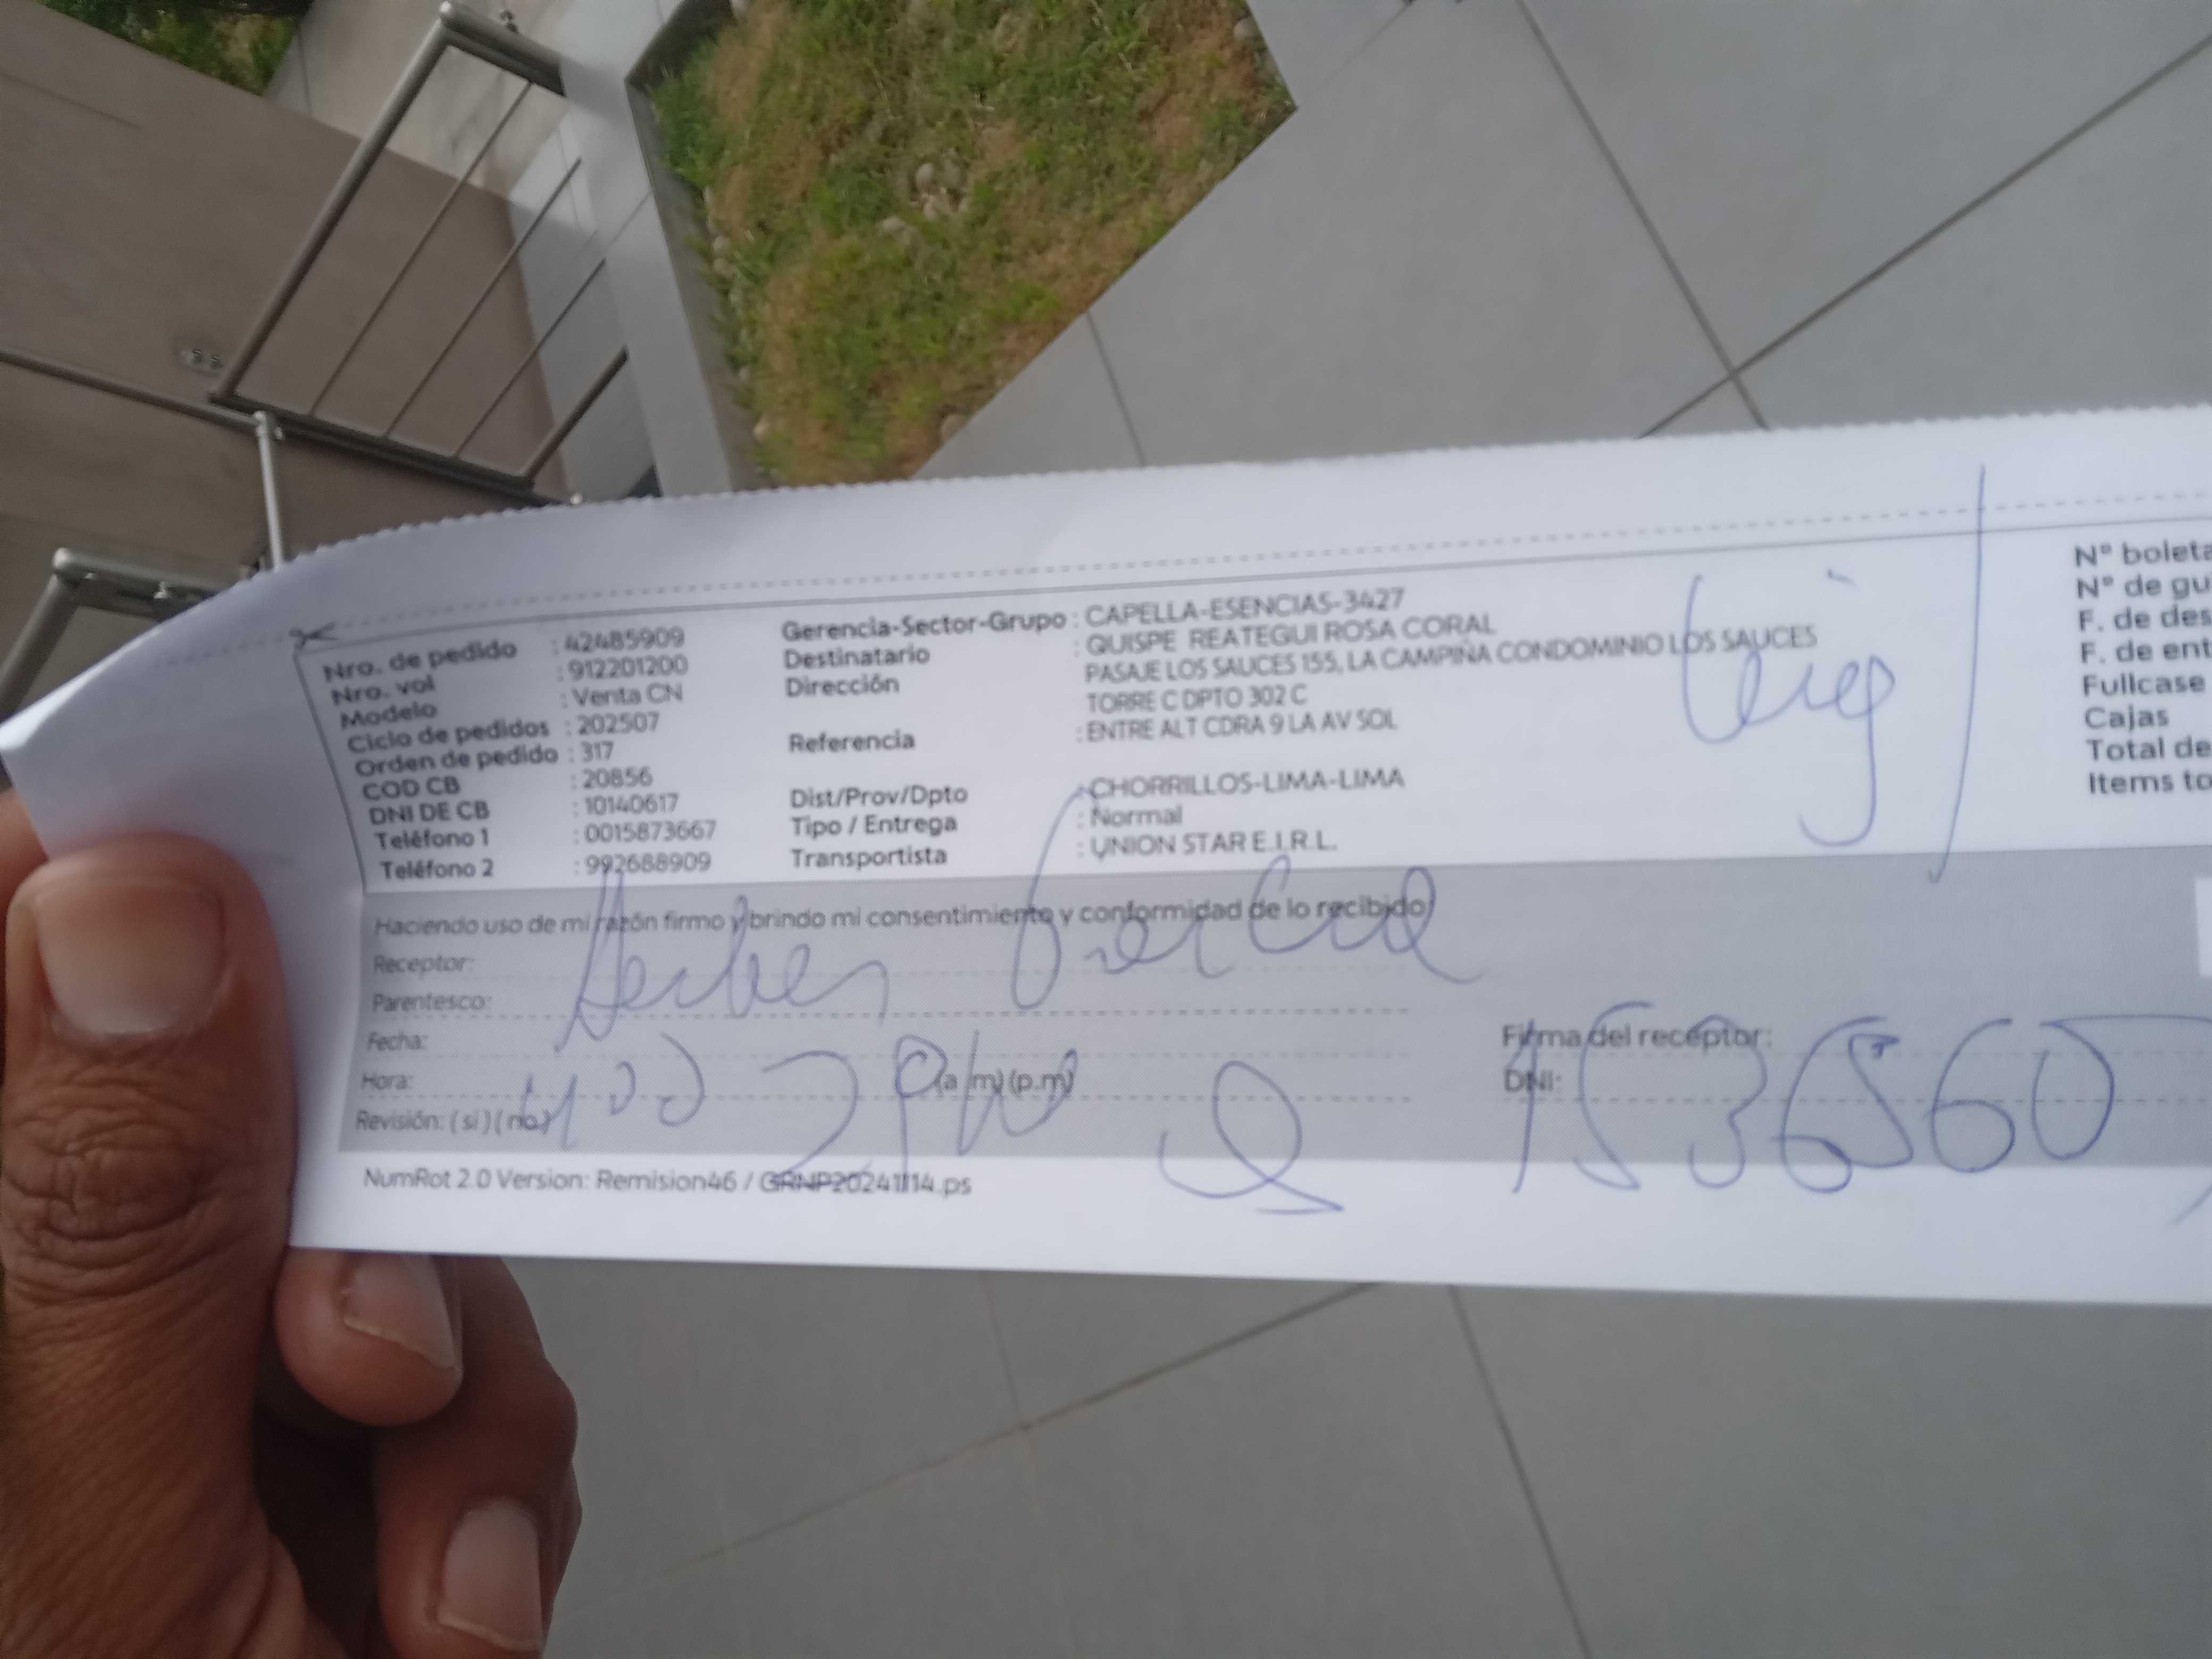 Nro. de pedido : 42485909
Nro. vol : 912201200
Modelo : Venta CN
Ciclo de pedidos : 202507
Orden de pedido : 317
COD CB : 20856
DNI DE CB : 10140617
Teléfono 1 : 0015873667
Teléfono 2 : 992688909
Gerencia-Sector-Grupo : CAPELLA-ESENCIAS-3427
Destinatario : QUISPE REATEGUI ROSA CORAL
Dirección PASAJE LOS SAUCES 155, LA CAMPIÑA CONDOMINIO LOS SAUCES
TORRE C DPTO 302 C
Referencia : ENTRE ALT CDRA 9 LA AV SOL
Dist/Prov/Dpto : CHORRILLOS-LIMA-LIMA
Tipo / Entrega : Normal
Transportista : UNION STAR E.I.R.L.
N° boleta
N° de gu
F. de des
F. de ent
Fullcase
Cajas
Total de
Items to
Haciendo uso de mi razón firmo y brindo mi consentimiento y conformidad de lo recibido
Receptor:
Parentesco:
Fecha:
Hora: (a.m) (p.m)
Revisión: ( si ) ( no )
Firma del receptor:
DNI:
NumRot 2.0 Version: Remision46 / GRNP20241114.ps